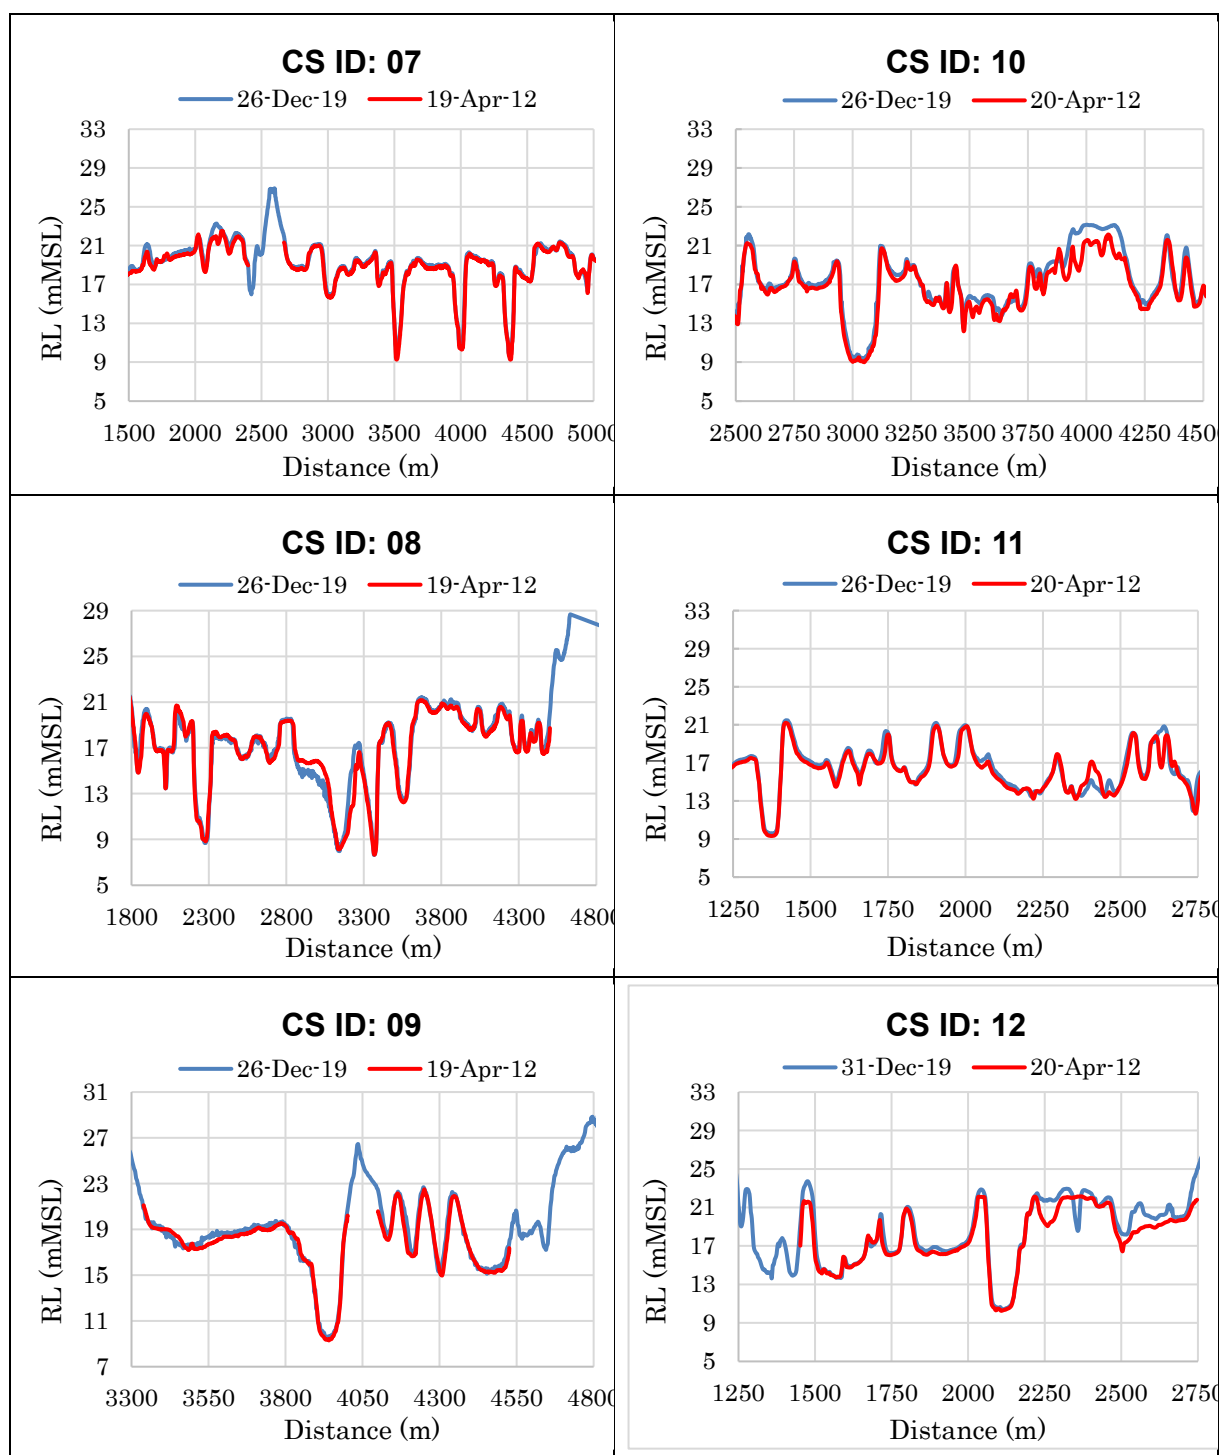 CS ID: 07
26-Dec-19 19-Apr-12
33
29
25
21
17
13
9
5
RL (mMSL)
1500 2000 2500 3000 3500 4000 4500 5000
Distance (m)
CS ID: 10
26-Dec-19 20-Apr-12
33
29
25
21
17
13
9
5
RL (mMSL)
2500 2750 3000 3250 3500 3750 4000 4250 450
Distance (m)
CS ID: 08
26-Dec-19 19-Apr-12
29
25
21
17
13
9
5
RL (mMSL)
1800 2300 2800 3300 3800 4300 4800
Distance (m)
CS ID: 11
26-Dec-19 20-Apr-12
33
29
25
21
17
13
9
5
RL (mMSL)
1250 1500 1750 2000 2250 2500 2750
Distance (m)
CS ID: 09
26-Dec-19 19-Apr-12
31
27
23
19
15
11
7
RL (mMSL)
3300 3550 3800 4050 4300 4550 4800
Distance (m)
CS ID: 12
31-Dec-19 20-Apr-12
33
29
25
21
17
13
9
5
RL (mMSL)
1250 1500 1750 2000 2250 2500 2750
Distance (m)